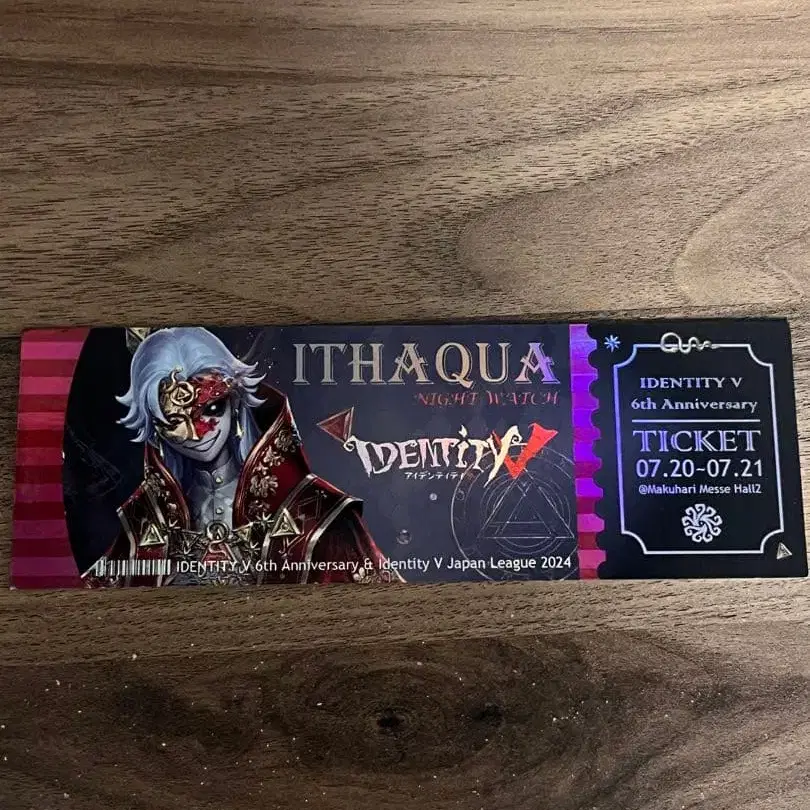 ITHAQUA
NIGHT WATCH
IDENTITY V
アイデンティティ
IDENTITY V 6th Anniversary & Identity V Japan League 2024
IDENTITY V
6th Anniversary
TICKET
07.20-07.21
@Makuhari Messe Hall2